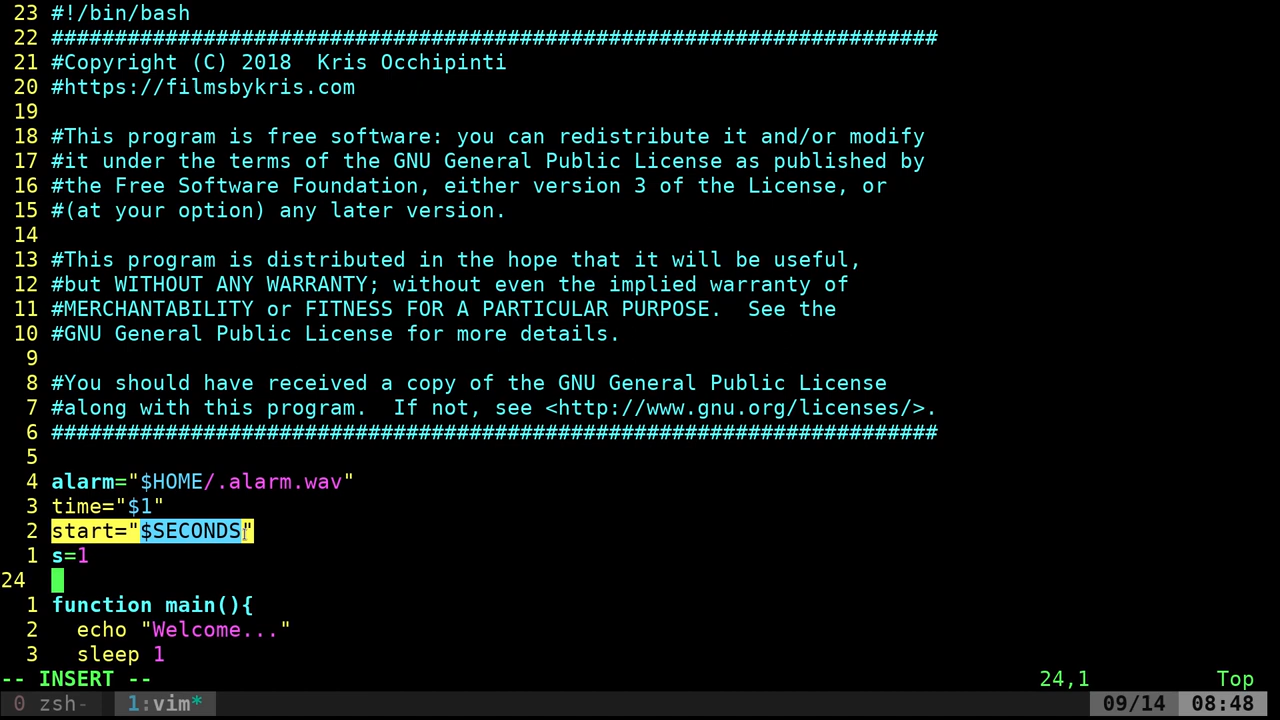 23 #!/bin/bash
22 ######################################################################
21 #Copyright (C) 2018  Kris Occhipinti
20 #https://filmsbykris.com
19
18 #This program is free software: you can redistribute it and/or modify
17 #it under the terms of the GNU General Public License as published by
16 #the Free Software Foundation, either version 3 of the License, or
15 #(at your option) any later version.
14
13 #This program is distributed in the hope that it will be useful,
12 #but WITHOUT ANY WARRANTY; without even the implied warranty of
11 #MERCHANTABILITY or FITNESS FOR A PARTICULAR PURPOSE.  See the
10 #GNU General Public License for more details.
9
8 #You should have received a copy of the GNU General Public License
7 #along with this program.  If not, see <http://www.gnu.org/licenses/>.
6 ######################################################################
5
4 alarm="$HOME/.alarm.wav"
3 time="$1"
2 start="$SECONDS"
1 s=1
24
1 function main(){
2   echo "Welcome..."
3   sleep 1
-- INSERT -- 24,1 Top
0 zsh- 1:vim* 09/14 08:48